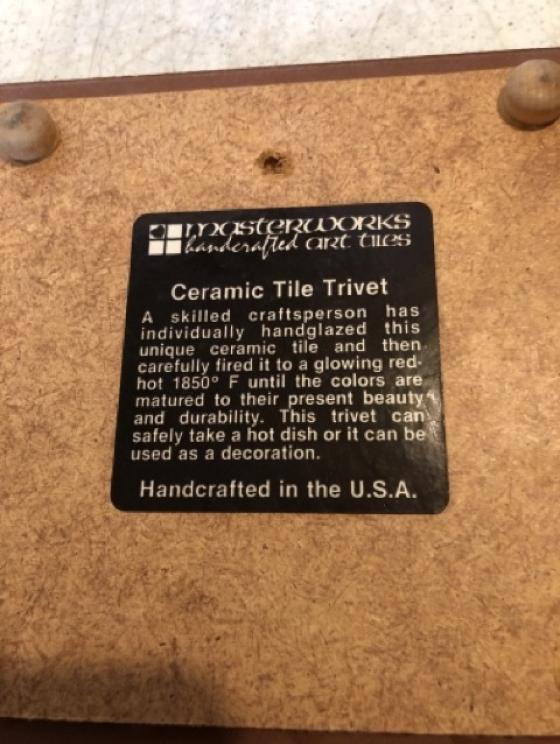 masterworks
handcrafted art tiles
Ceramic Tile Trivet
A skilled craftsperson has
individually handglazed this
unique ceramic tile and then
carefully fired it to a glowing red-
hot 1850° F until the colors are
matured to their present beauty
and durability. This trivet can
safely take a hot dish or it can be
used as a decoration.
Handcrafted in the U.S.A.